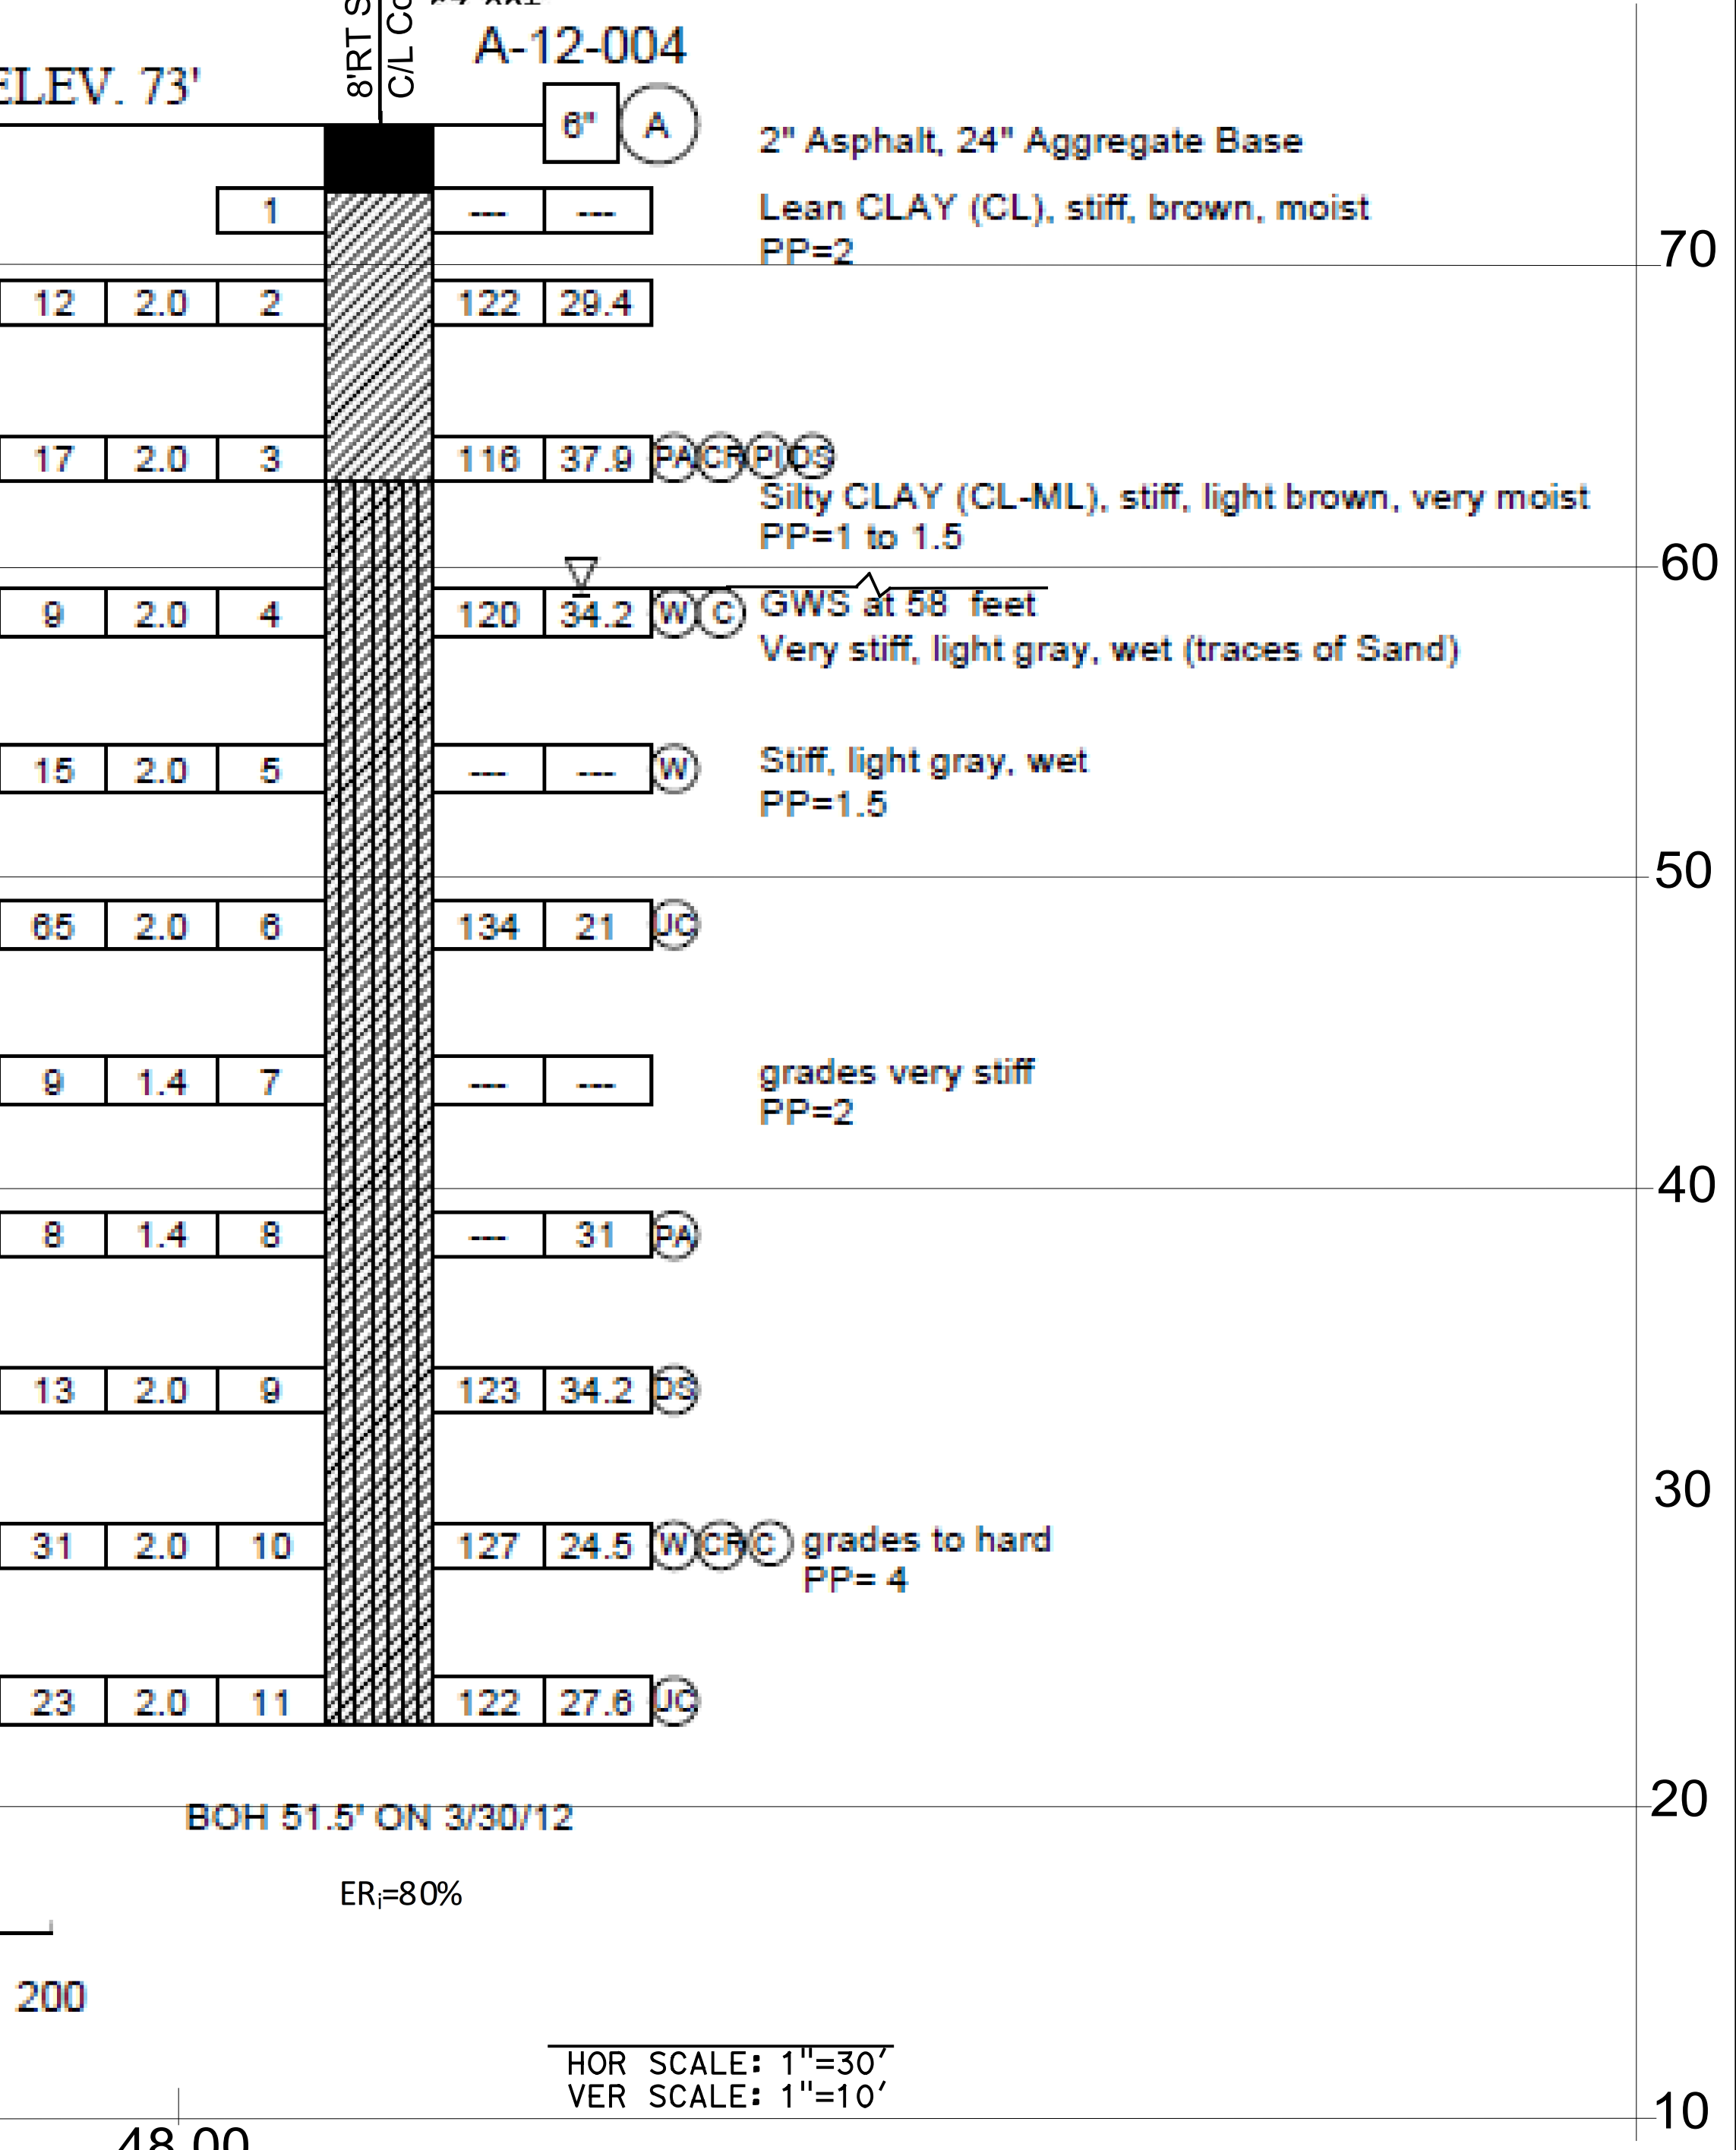 8'RT S
C/L Co
A-12-004
ELEV. 73'
6" A
2" Asphalt, 24" Aggregate Base
1 --- ---
Lean CLAY (CL), stiff, brown, moist
PP=2
70
12 2.0 2 122 29.4
17 2.0 3 116 37.9 PA CR PI DS
Silty CLAY (CL-ML), stiff, light brown, very moist
PP=1 to 1.5
60
9 2.0 4 120 34.2 W C GWS at 58 feet
Very stiff, light gray, wet (traces of Sand)
15 2.0 5 --- --- W Stiff, light gray, wet
PP=1.5
50
65 2.0 6 134 21 UC
9 1.4 7 --- --- grades very stiff
PP=2
40
8 1.4 8 --- 31 PA
13 2.0 9 123 34.2 DS
30
31 2.0 10 127 24.5 W CR C grades to hard
PP= 4
23 2.0 11 122 27.6 UC
20
BOH 51.5' ON 3/30/12
ERi=80%
200
HOR SCALE: 1"=30'
VER SCALE: 1"=10'
10
48.00